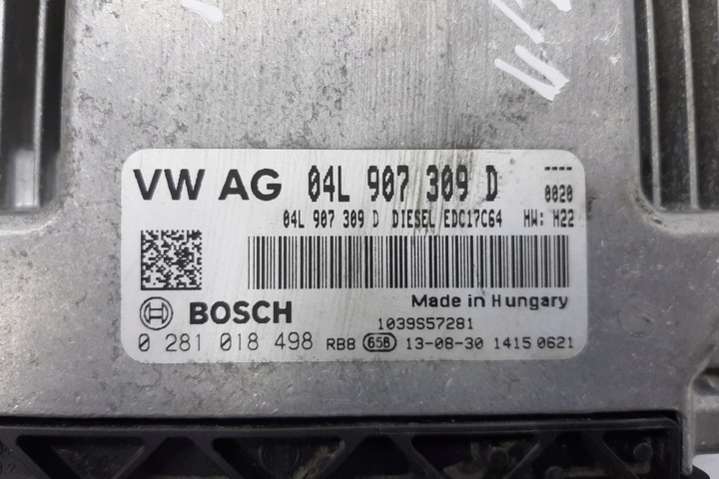 VW AG 04L 907 309 D ----
0020
04L 907 309 D DIESEL EDC17C64 HW: H22
Made in Hungary
BOSCH 1039S57281
0 281 018 498 RB8 658 13-08-30 1415 0621